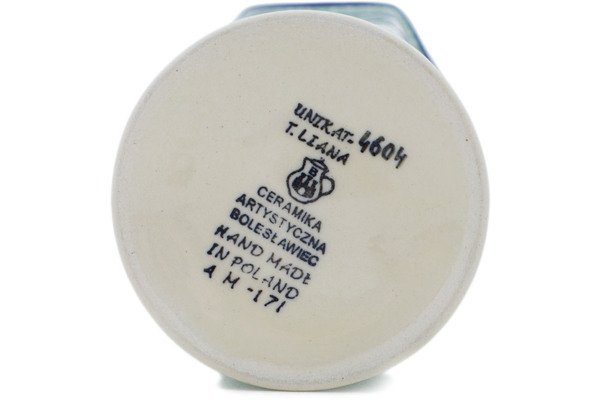 UNIKAT-4604
T. LIANA
B
CERAMIKA
ARTYSTYCZNA
BOLESŁAWIEC
HAND MADE
IN POLAND
A M -171